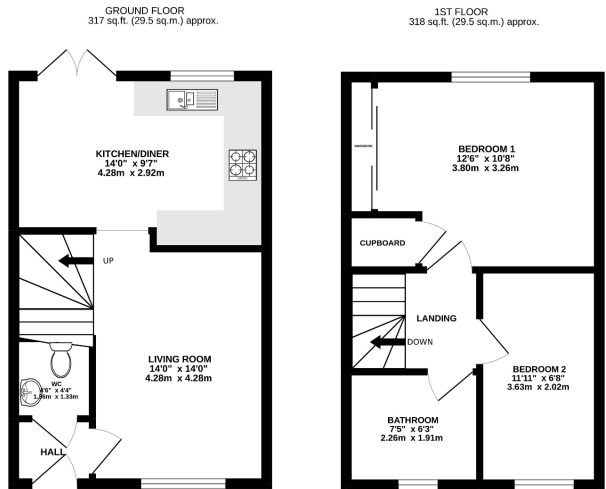 GROUND FLOOR
317 sq.ft. (29.5 sq.m.) approx.
KITCHEN/DINER
14'0" x 9'7"
4.28m x 2.92m
UP
LIVING ROOM
14'0" x 14'0"
4.28m x 4.28m
WC
4'6" x 4'4"
1.36m x 1.33m
HALL
1ST FLOOR
318 sq.ft. (29.5 sq.m.) approx.
WARDROBE
BEDROOM 1
12'6" x 10'8"
3.80m x 3.26m
CUPBOARD
LANDING
DOWN
BEDROOM 2
11'11" x 6'8"
3.63m x 2.02m
BATHROOM
7'5" x 6'3"
2.26m x 1.91m